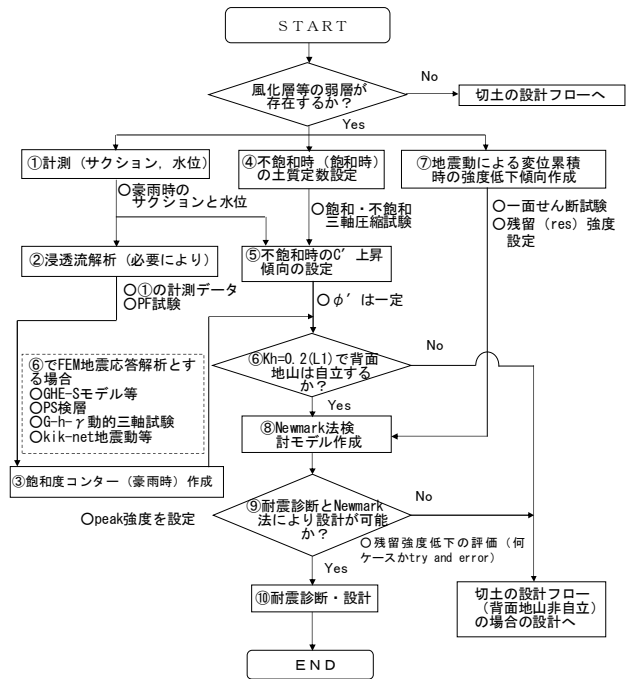 START
風化層等の弱層が
存在するか？
No
切土の設計フローへ
Yes
①計測（サクション，水位）
④不飽和時（飽和時）
の土質定数設定
⑦地震動による変位累積
時の強度低下傾向作成
○豪雨時の
サクションと水位
○飽和・不飽和
三軸圧縮試験
○一面せん断試験
○残留（res）強度
設定
②浸透流解析（必要により）
⑤不飽和時のC′上昇
傾向の設定
○①の計測データ
○PF試験
○φ′は一定
⑥でFEM地震応答解析とす
る場合
○GHE-Sモデル等
○PS検層
○G-h-γ動的三軸試験
○kik-net地震動等
⑥Kh=0.2(L1)で背面
地山は自立する
か？
No
Yes
⑧Newmark法検
討モデル作成
③飽和度コンター（豪雨時）作成
○peak強度を設定
⑨耐震診断とNewmark
法により設計が可能
か？
No
○残留強度低下の評価（何
ケースかtry and error）
Yes
⑩耐震診断・設計
切土の設計フロー
（背面地山非自立）
の場合の設計へ
END